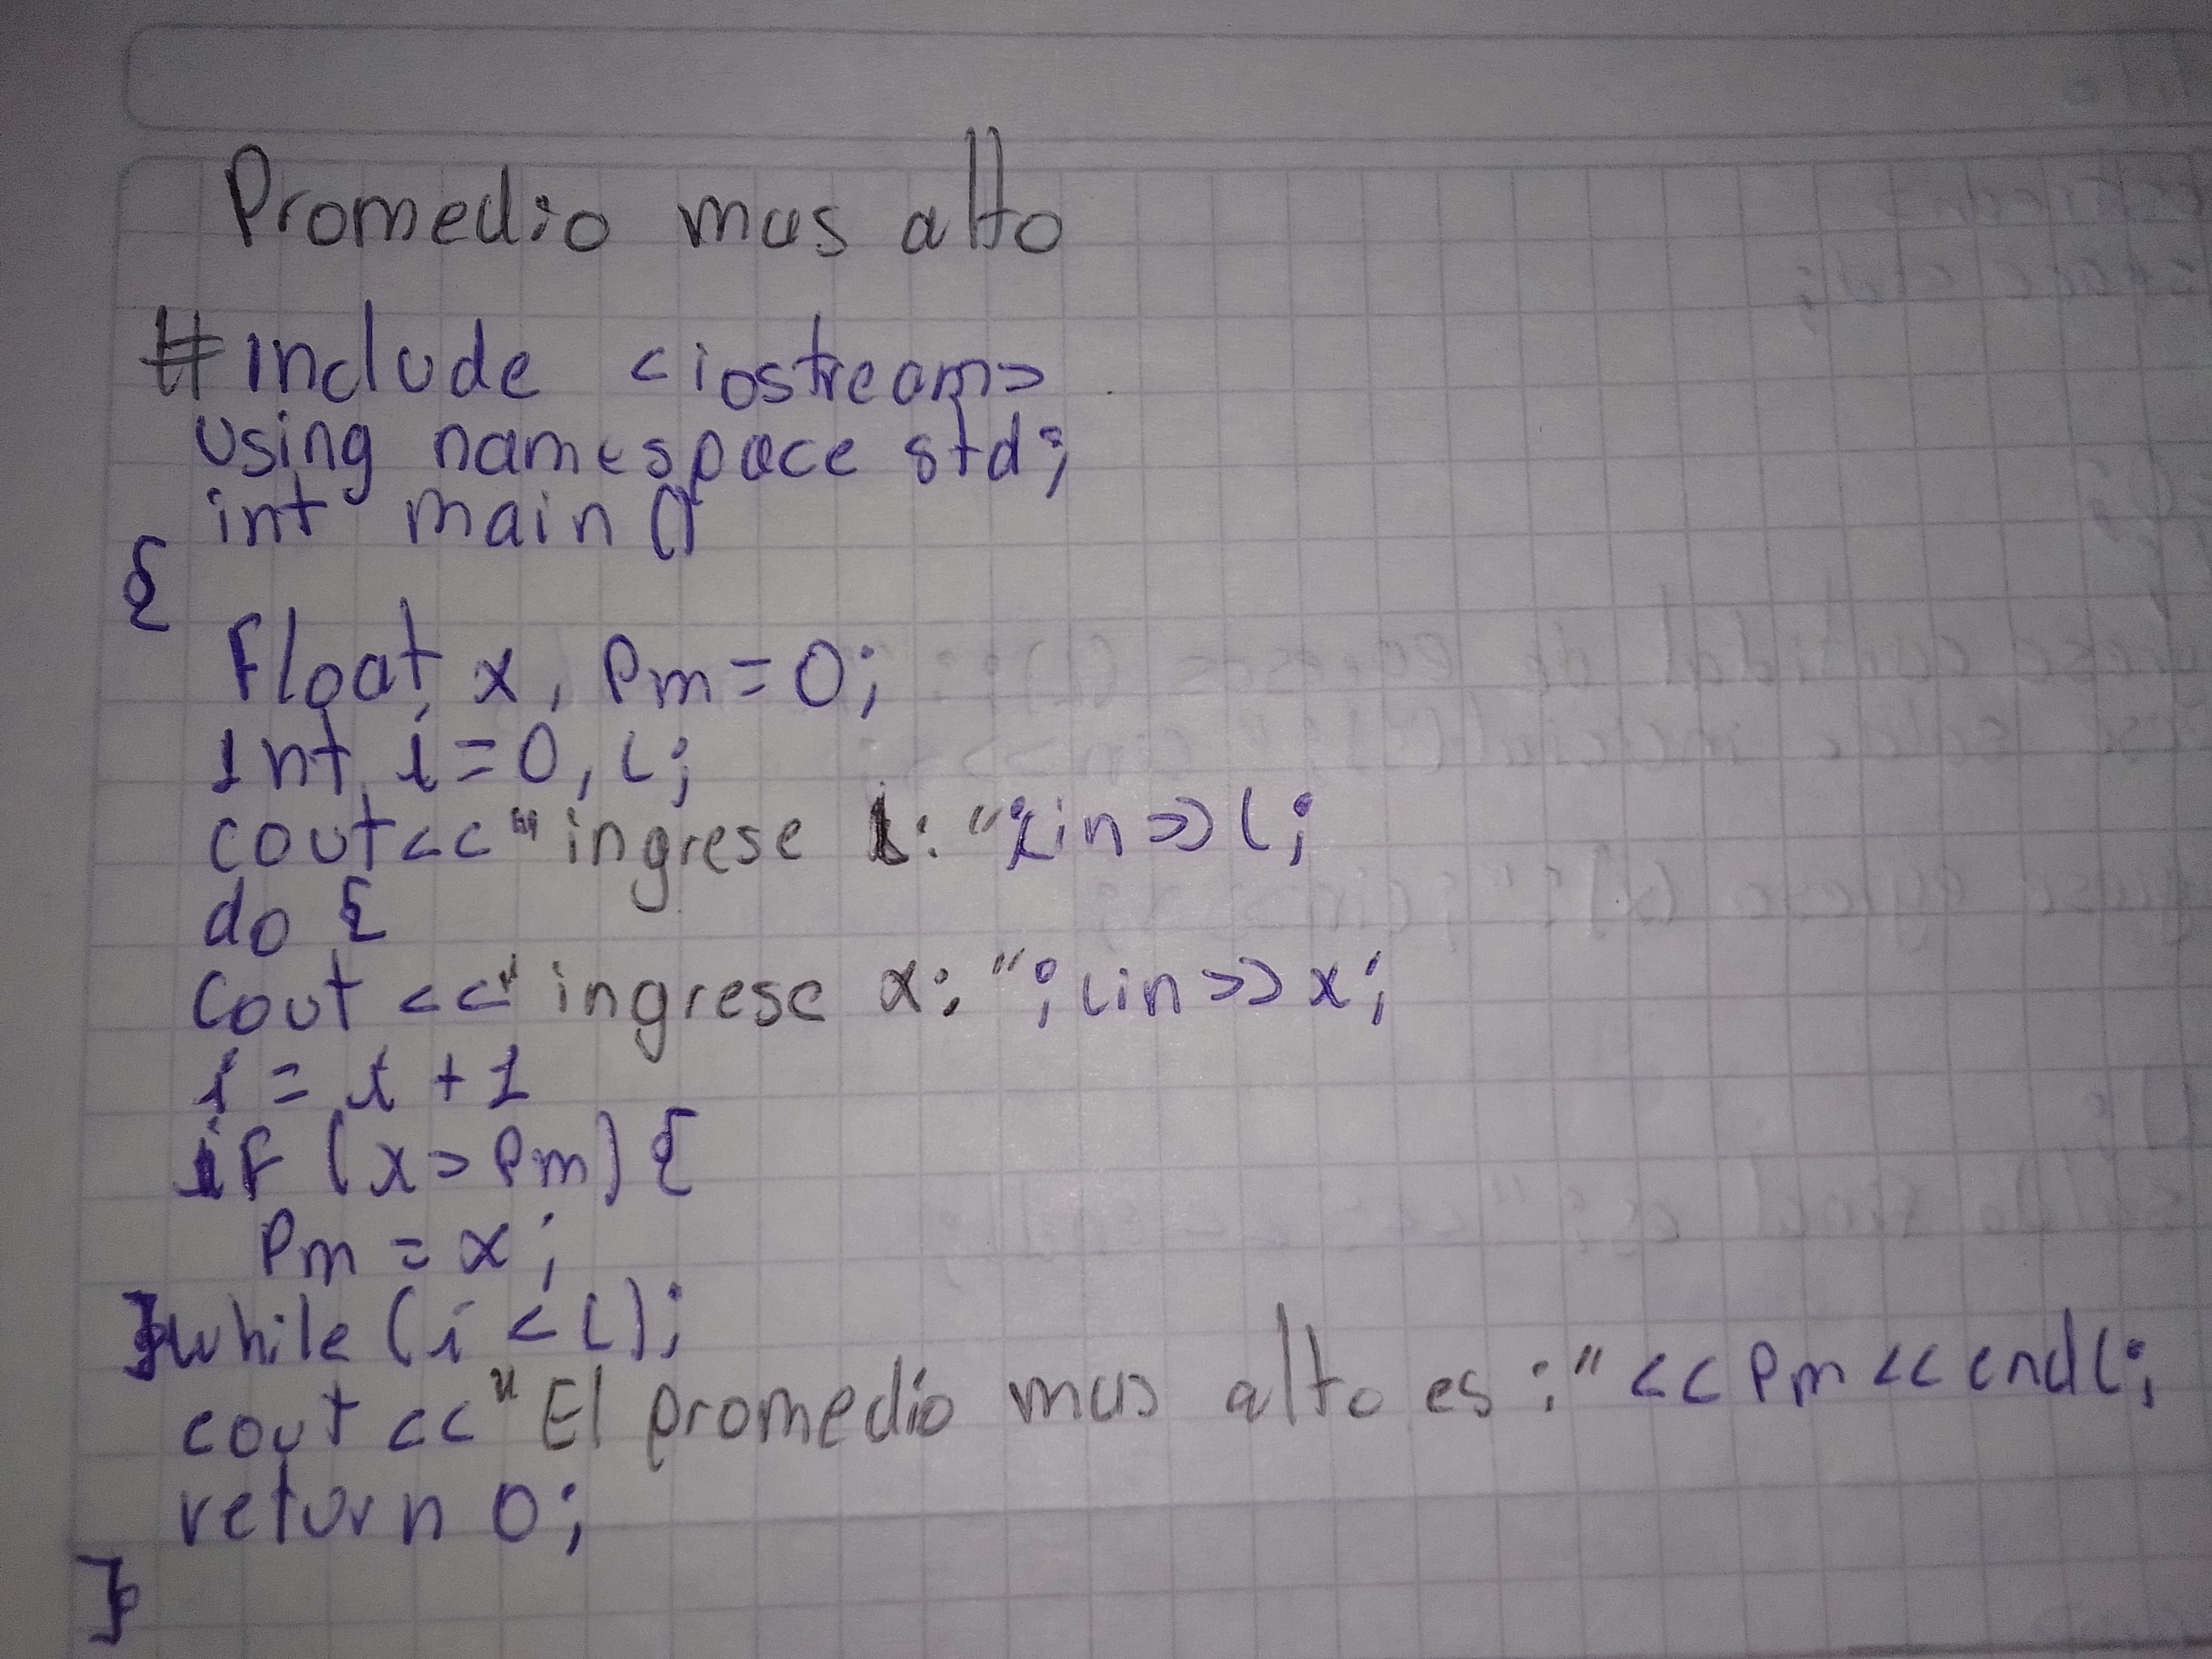 Promedio mas alto
#include <iostream>
using namespace std;
int main ()
{
Float x, Pm = 0;
Int i = 0, l;
cout<<"ingrese l: ";cin>>l;
do {
Cout <<"ingrese x: ";cin>>x;
i = i + 1
if (x > Pm) {
Pm = x;
}while (i < l);
cout <<"El promedio mas alto es :" << Pm << endl;
return 0;
}